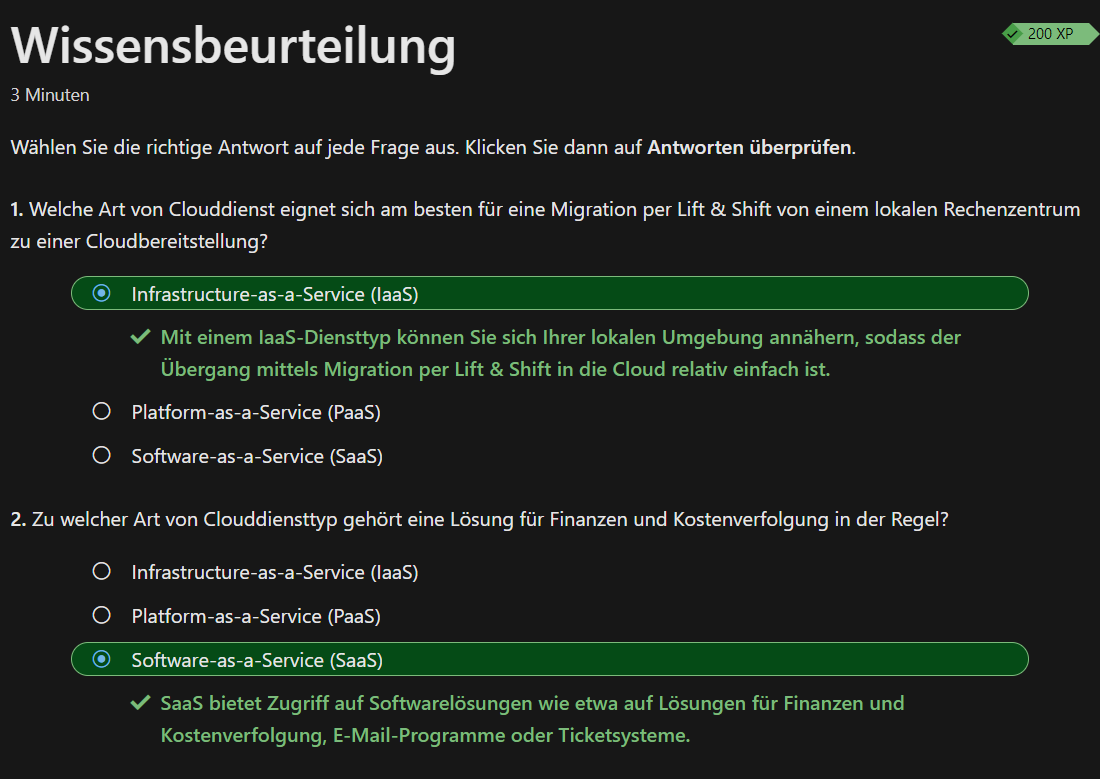 Wissensbeurteilung
200 XP
3 Minuten
Wählen Sie die richtige Antwort auf jede Frage aus. Klicken Sie dann auf Antworten überprüfen.
1. Welche Art von Clouddienst eignet sich am besten für eine Migration per Lift & Shift von einem lokalen Rechenzentrum
zu einer Cloudbereitstellung?
Infrastructure-as-a-Service (IaaS)
Mit einem IaaS-Diensttyp können Sie sich Ihrer lokalen Umgebung annähern, sodass der
Übergang mittels Migration per Lift & Shift in die Cloud relativ einfach ist.
Platform-as-a-Service (PaaS)
Software-as-a-Service (SaaS)
2. Zu welcher Art von Clouddiensttyp gehört eine Lösung für Finanzen und Kostenverfolgung in der Regel?
Infrastructure-as-a-Service (IaaS)
Platform-as-a-Service (PaaS)
Software-as-a-Service (SaaS)
SaaS bietet Zugriff auf Softwarelösungen wie etwa auf Lösungen für Finanzen und
Kostenverfolgung, E-Mail-Programme oder Ticketsysteme.